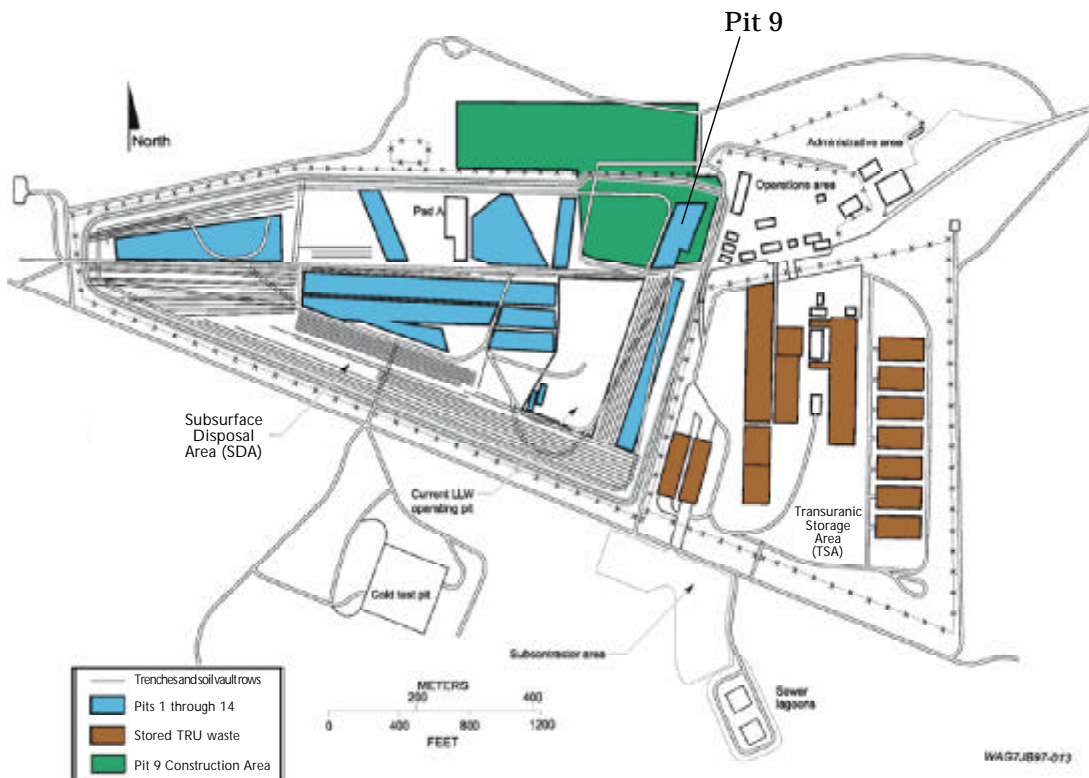 Pit 9
North
Administrative area
Operations area
Pad A
Subsurface
Disposal
Area (SDA)
Current LLW
operating pit
Transuranic
Storage
Area
(TSA)
Cold test pit
Subcontractor area
Sewer
lagoons
Trenches and soil vault rows
Pits 1 through 14
Stored TRU waste
Pit 9 Construction Area
METERS
200 400
0 400 800 1200
FEET
WAG7JB97-013